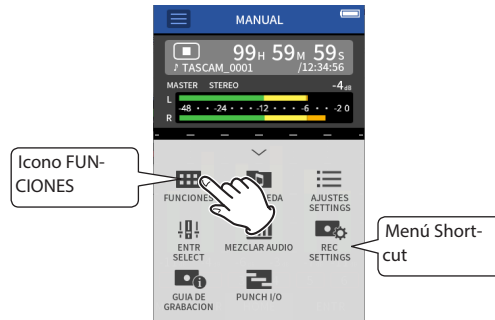 MANUAL
99H 59M 59S
♪ TASCAM_0001 /12:34:56
MASTER STEREO -4dB
L
-48 · · -24 · · · -12 · · · -6 · · -2 0
R
Icono FUN-
CIONES
FUNCIONES
AJUSTES
SETTINGS
ENTR
SELECT
MEZCLAR AUDIO
REC
SETTINGS
Menú Short-
cut
GUIA DE
GRABACION
PUNCH I/O